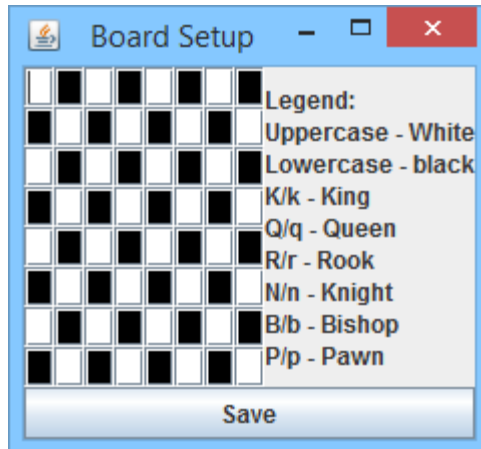 Board Setup
Legend:
Uppercase - White
Lowercase - black
K/k - King
Q/q - Queen
R/r - Rook
N/n - Knight
B/b - Bishop
P/p - Pawn
Save